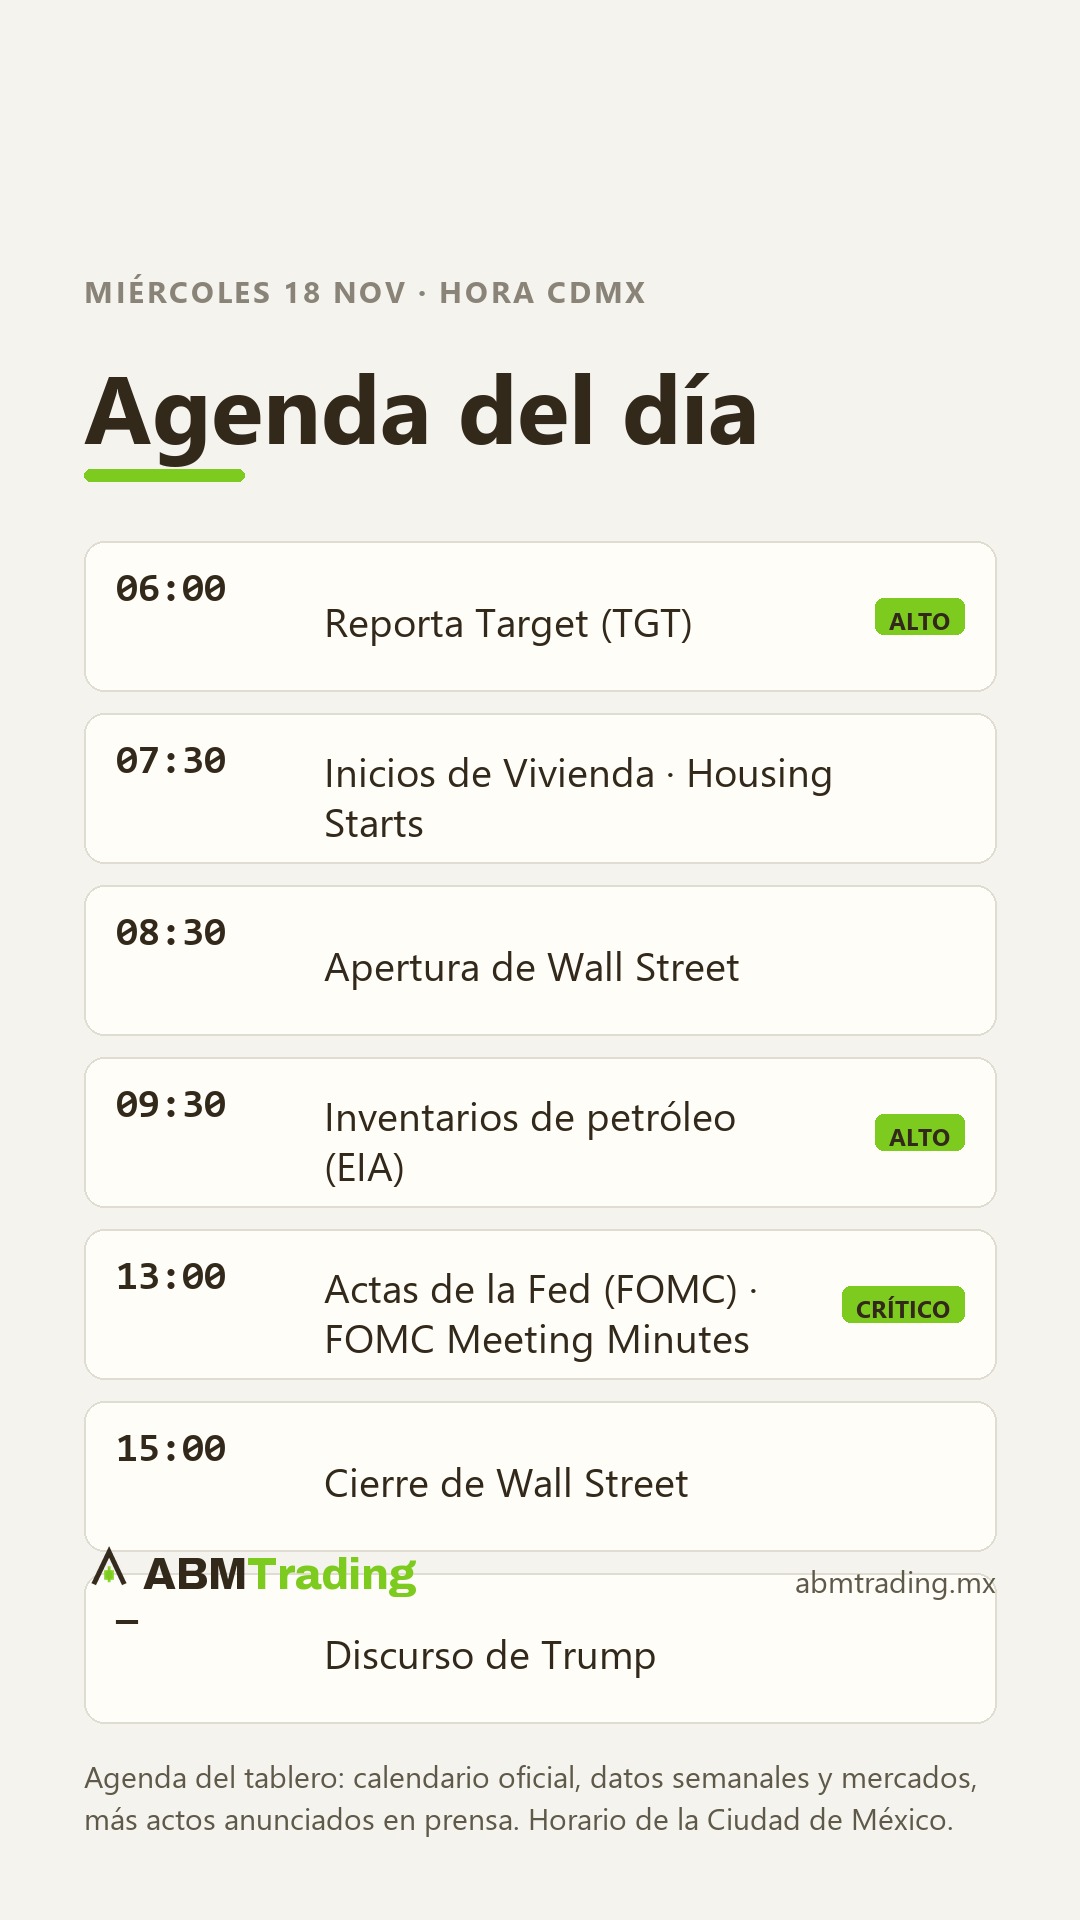 MIÉRCOLES 18 NOV · HORA CDMX
Agenda del día
06:00
Reporta Target (TGT)
ALTO
07:30
Inicios de Vivienda · Housing
Starts
08:30
Apertura de Wall Street
09:30
Inventarios de petróleo
(EIA)
ALTO
13:00
Actas de la Fed (FOMC) ·
FOMC Meeting Minutes
CRÍTICO
15:00
Cierre de Wall Street
ABMTrading
abmtrading.mx
—
Discurso de Trump
Agenda del tablero: calendario oficial, datos semanales y mercados,
más actos anunciados en prensa. Horario de la Ciudad de México.